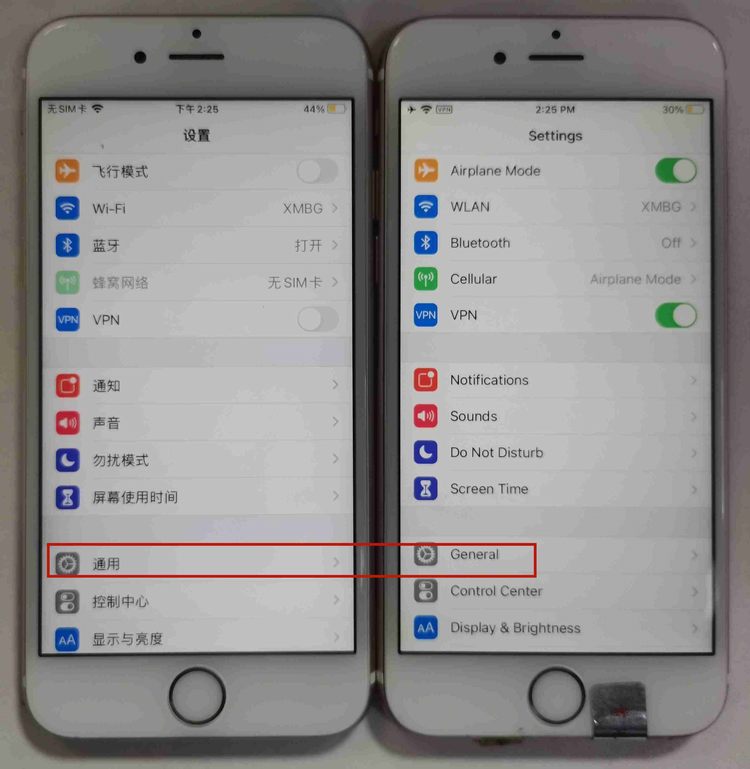 无SIM卡 下午2:25 44%
设置
飞行模式
Wi-Fi XMBG
蓝牙 打开
蜂窝网络 无SIM卡
VPN VPN
通知
声音
勿扰模式
屏幕使用时间
通用
控制中心
AA 显示与亮度
VPN 2:25 PM 30%
Settings
Airplane Mode
WLAN XMBG
Bluetooth Off
Cellular Airplane Mode
VPN VPN
Notifications
Sounds
Do Not Disturb
Screen Time
General
Control Center
AA Display & Brightness